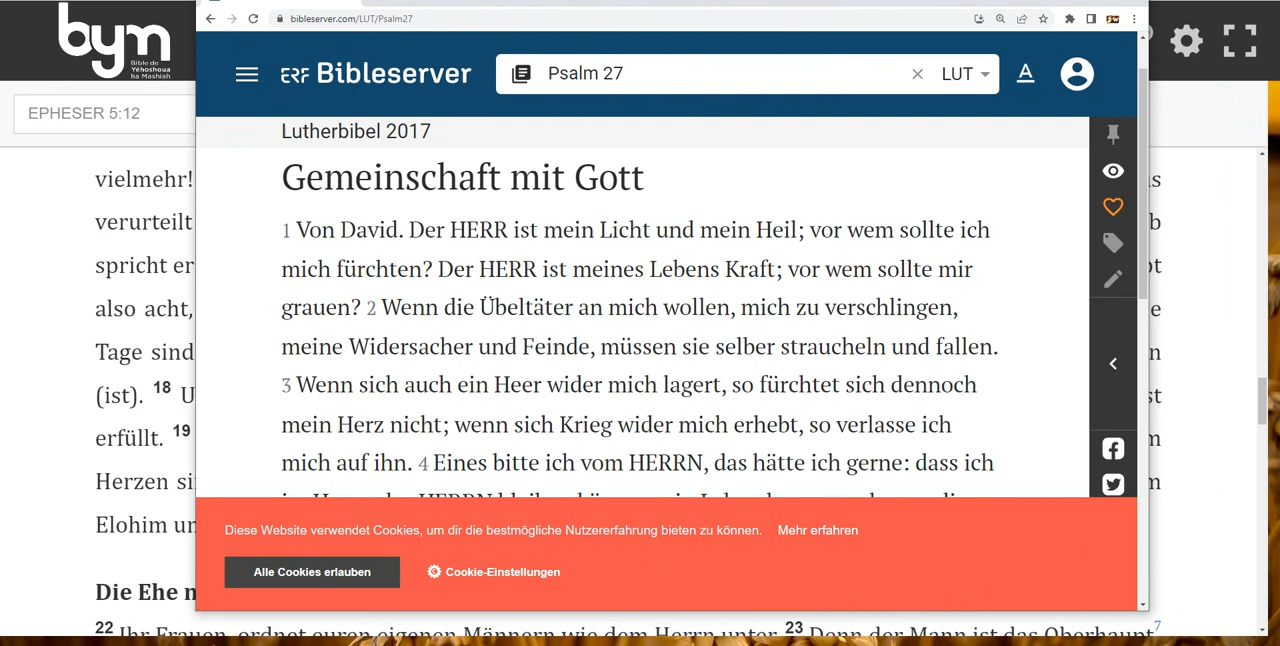 bym
Bible de
Yéhoshoua
ha Mashiah
EPHESER 5:12
bibleserver.com/LUT/Psalm27
ERF Bibleserver
Psalm 27
LUT
A
Lutherbibel 2017
Gemeinschaft mit Gott
1 Von David. Der HERR ist mein Licht und mein Heil; vor wem sollte ich
mich fürchten? Der HERR ist meines Lebens Kraft; vor wem sollte mir
grauen? 2 Wenn die Übeltäter an mich wollen, mich zu verschlingen,
meine Widersacher und Feinde, müssen sie selber straucheln und fallen.
3 Wenn sich auch ein Heer wider mich lagert, so fürchtet sich dennoch
mein Herz nicht; wenn sich Krieg wider mich erhebt, so verlasse ich
mich auf ihn. 4 Eines bitte ich vom HERRN, das hätte ich gerne: dass ich
Diese Website verwendet Cookies, um dir die bestmögliche Nutzererfahrung bieten zu können. Mehr erfahren
Alle Cookies erlauben
Cookie-Einstellungen
vielmehr!
verurteilt
spricht er
also acht,
Tage sind
(ist). 18 U
erfüllt. 19
Herzen si
Elohim un
Die Ehe n
22 Ihr Frauen, ordnet euren eigenen Männern wie dem Herrn unter. 23 Denn der Mann ist das Oberhaupt 7